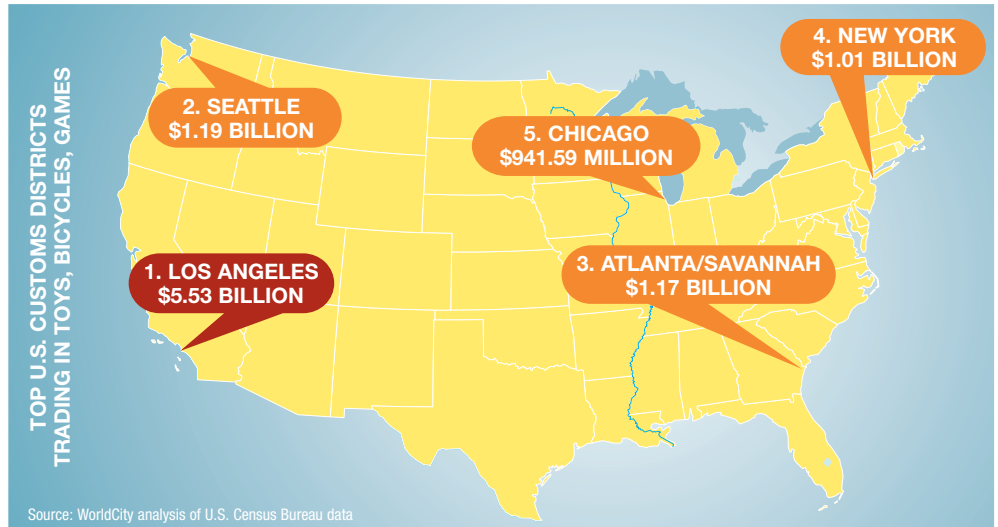 TOP U.S. CUSTOMS DISTRICTS
TRADING IN TOYS, BICYCLES, GAMES
1. LOS ANGELES
$5.53 BILLION
2. SEATTLE
$1.19 BILLION
3. ATLANTA/SAVANNAH
$1.17 BILLION
4. NEW YORK
$1.01 BILLION
5. CHICAGO
$941.59 MILLION
Source: WorldCity analysis of U.S. Census Bureau data